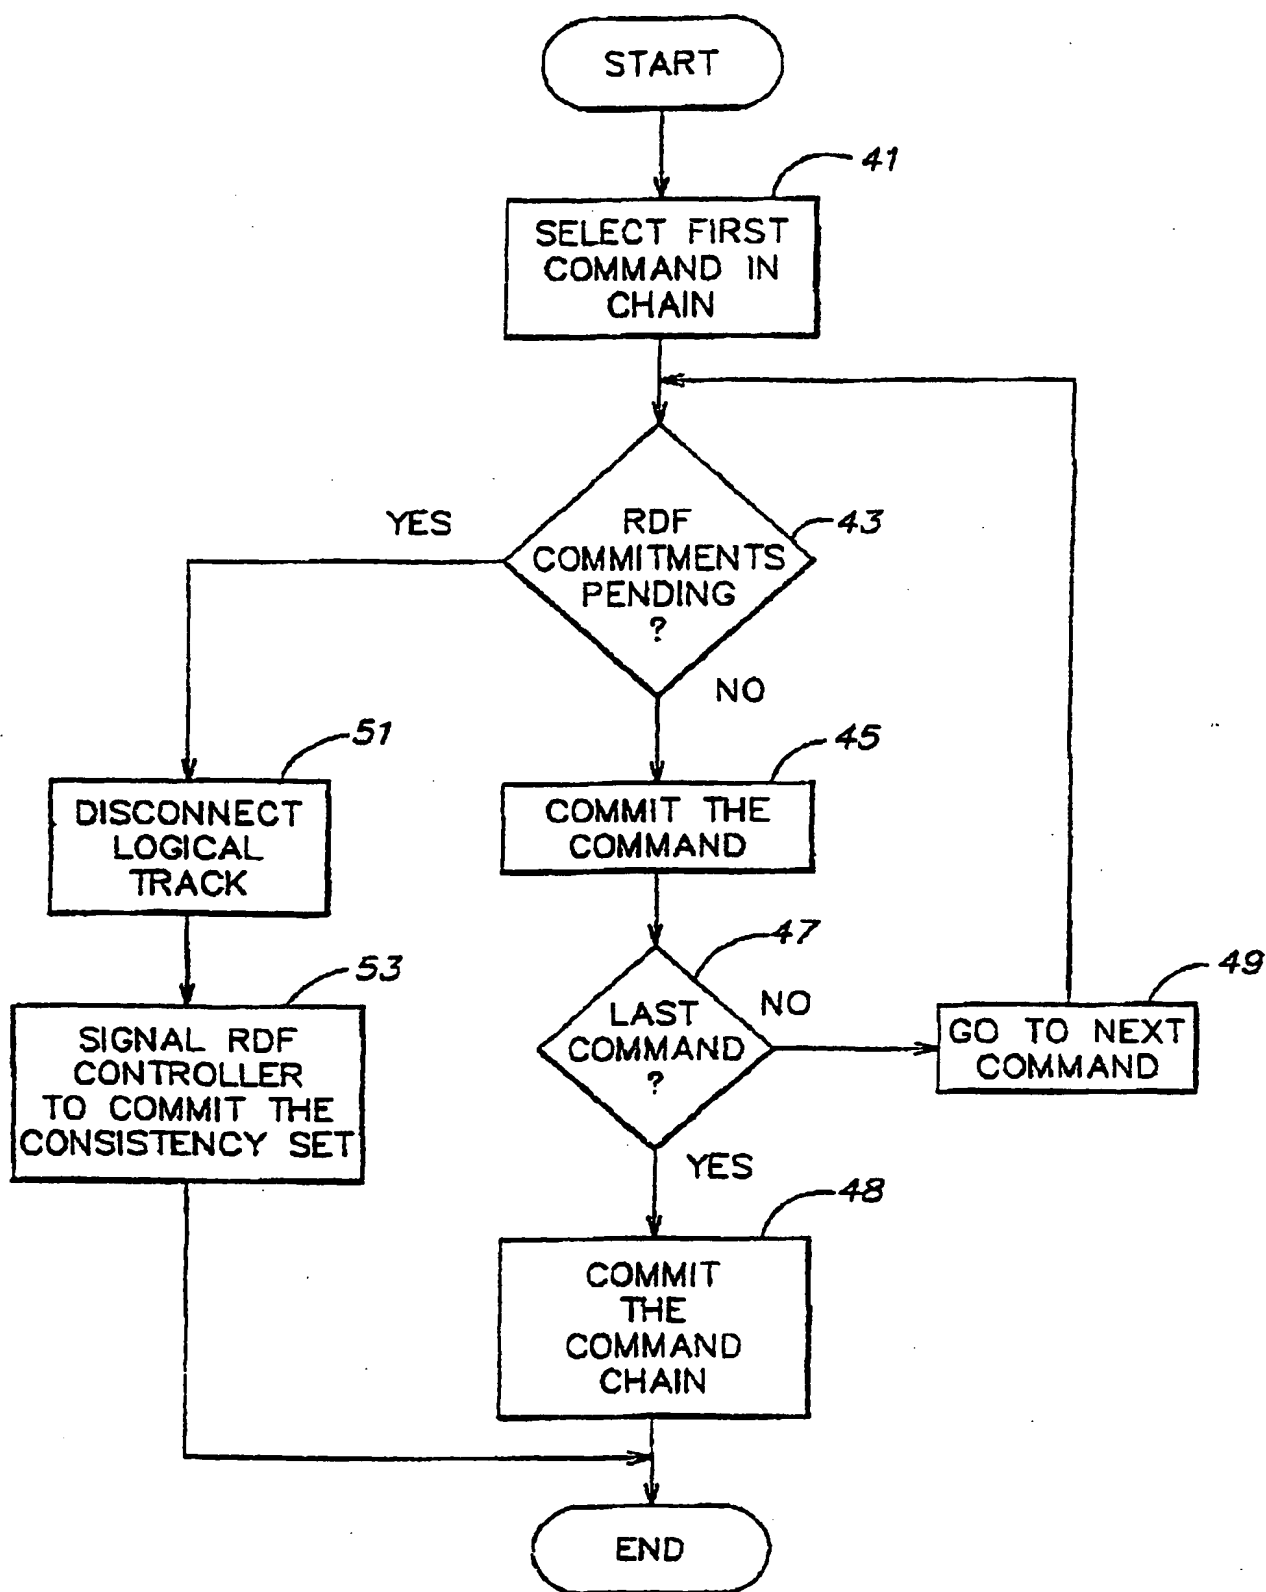 START
41
SELECT FIRST
COMMAND IN
CHAIN
YES
RDF
COMMITMENTS
PENDING
?
43
NO
51
DISCONNECT
LOGICAL
TRACK
45
COMMIT THE
COMMAND
53
SIGNAL RDF
CONTROLLER
TO COMMIT THE
CONSISTENCY SET
47
LAST
COMMAND
?
NO
49
GO TO NEXT
COMMAND
YES
48
COMMIT
THE
COMMAND
CHAIN
END